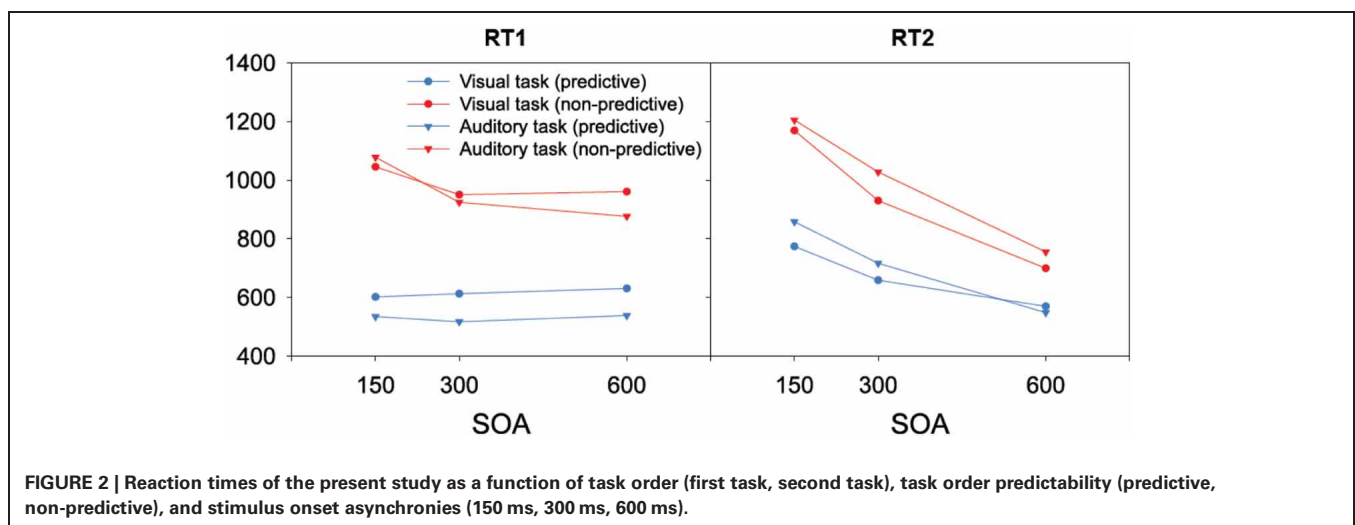 RT1 RT2
1400
1200
1000
800
600
400
Visual task (predictive)
Visual task (non-predictive)
Auditory task (predictive)
Auditory task (non-predictive)
150 300 600 150 300 600
SOA SOA
FIGURE 2 | Reaction times of the present study as a function of task order (first task, second task), task order predictability (predictive,
non-predictive), and stimulus onset asynchronies (150 ms, 300 ms, 600 ms).